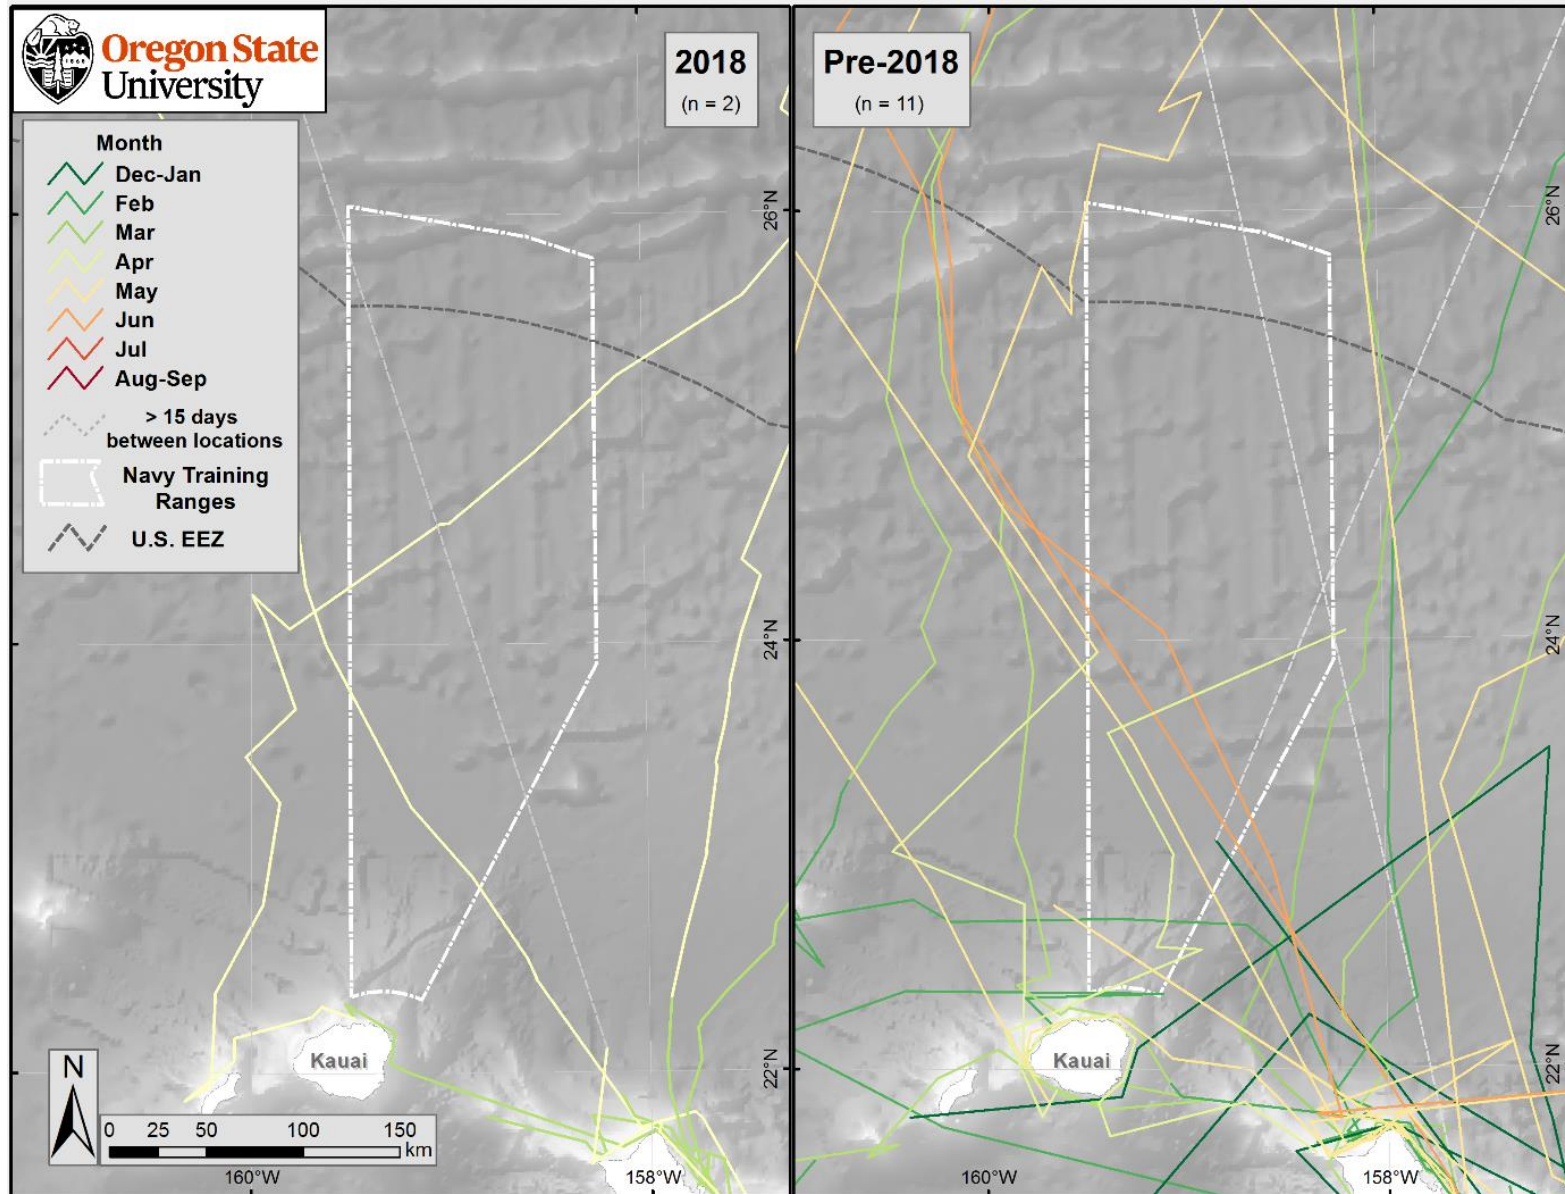 Oregon State
University
Month
Dec-Jan
Feb
Mar
Apr
May
Jun
Jul
Aug-Sep
> 15 days
between locations
Navy Training
Ranges
U.S. EEZ
2018
(n = 2)
26°N
24°N
22°N
Kauai
N
0 25 50 100 150
km
160°W 158°W
Pre-2018
(n = 11)
26°N
24°N
22°N
Kauai
160°W 158°W